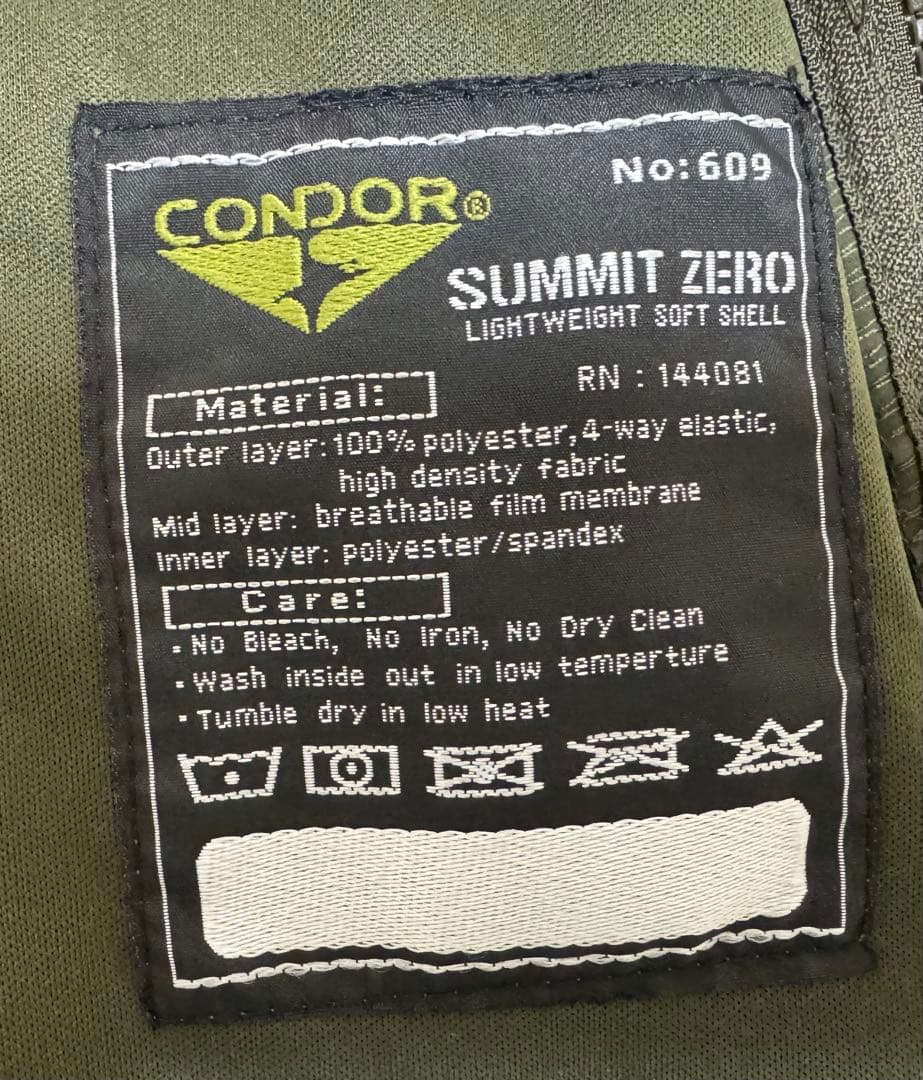 No:609
CONDOR®
SUMMIT ZERO
LIGHTWEIGHT SOFT SHELL
RN : 144081
Material:
Outer layer:100% polyester,4-way elastic,
high density fabric
Mid layer: breathable film membrane
Inner layer: polyester/spandex
Care:
•No Bleach, No Iron, No Dry Clean
•Wash inside out in low temperture
•Tumble dry in low heat